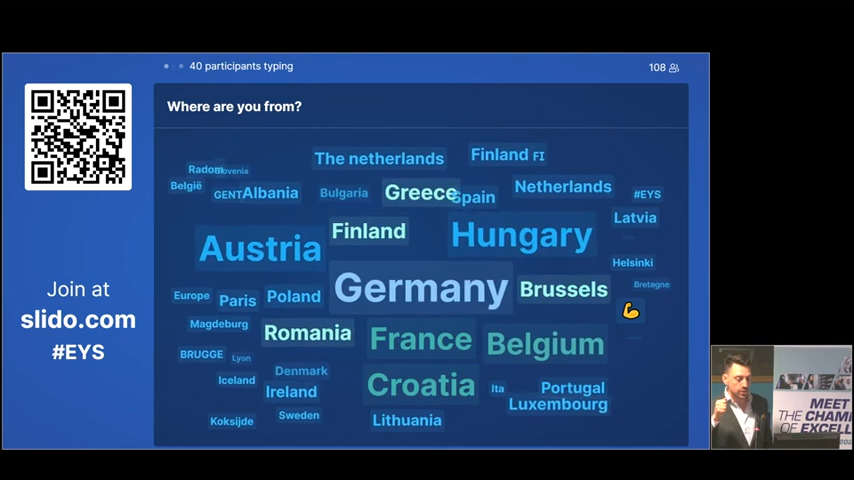 40 participants typing
108
Where are you from?
The netherlands
Finland FI
Radom
België
GENT
Albania
Bulgaria
Greece
Spain
Netherlands
#EYS
Latvia
Finland
Austria
Hungary
Helsinki
Bretagne
Germany
Brussels
Europe
Paris
Poland
Magdeburg
Romania
France
Belgium
BRUGGE
Lyon
Denmark
Iceland
Ireland
Croatia
Ita
Portugal
Luxembourg
Koksijde
Sweden
Lithuania
Join at
slido.com
#EYS
MEET
THE CHAM
OF EXCELL